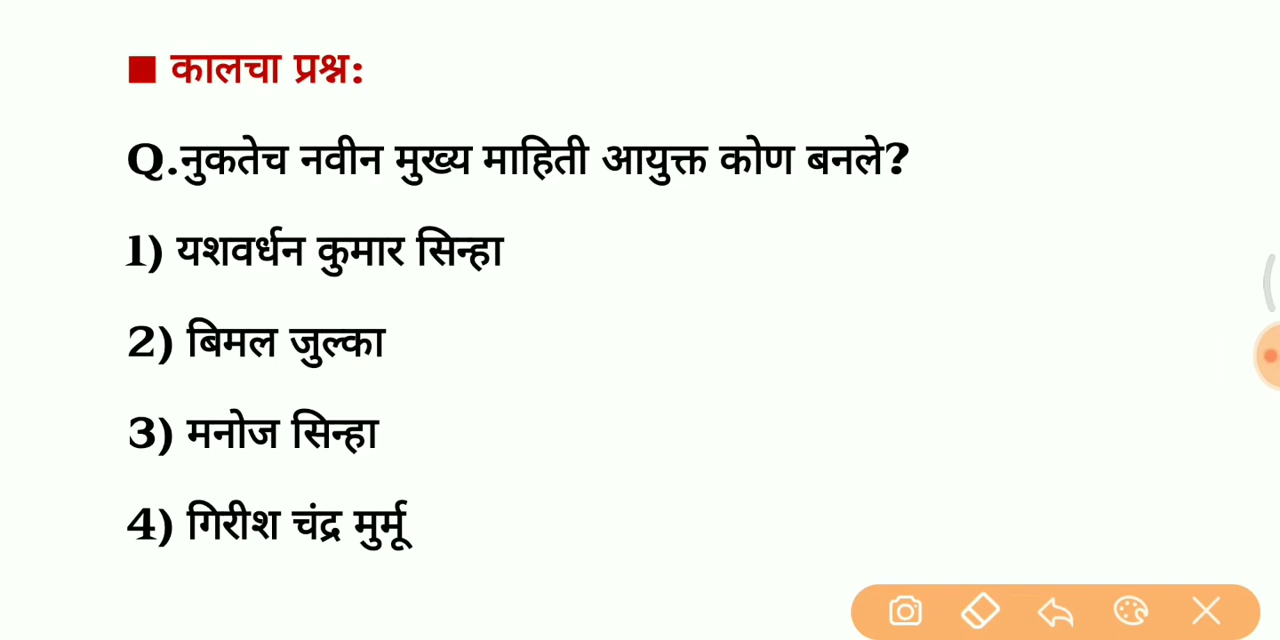 ■ कालचा प्रश्न:
Q.नुकतेच नवीन मुख्य माहिती आयुक्त कोण बनले?
1) यशवर्धन कुमार सिन्हा
2) बिमल जुल्का
3) मनोज सिन्हा
4) गिरीश चंद्र मुर्मू